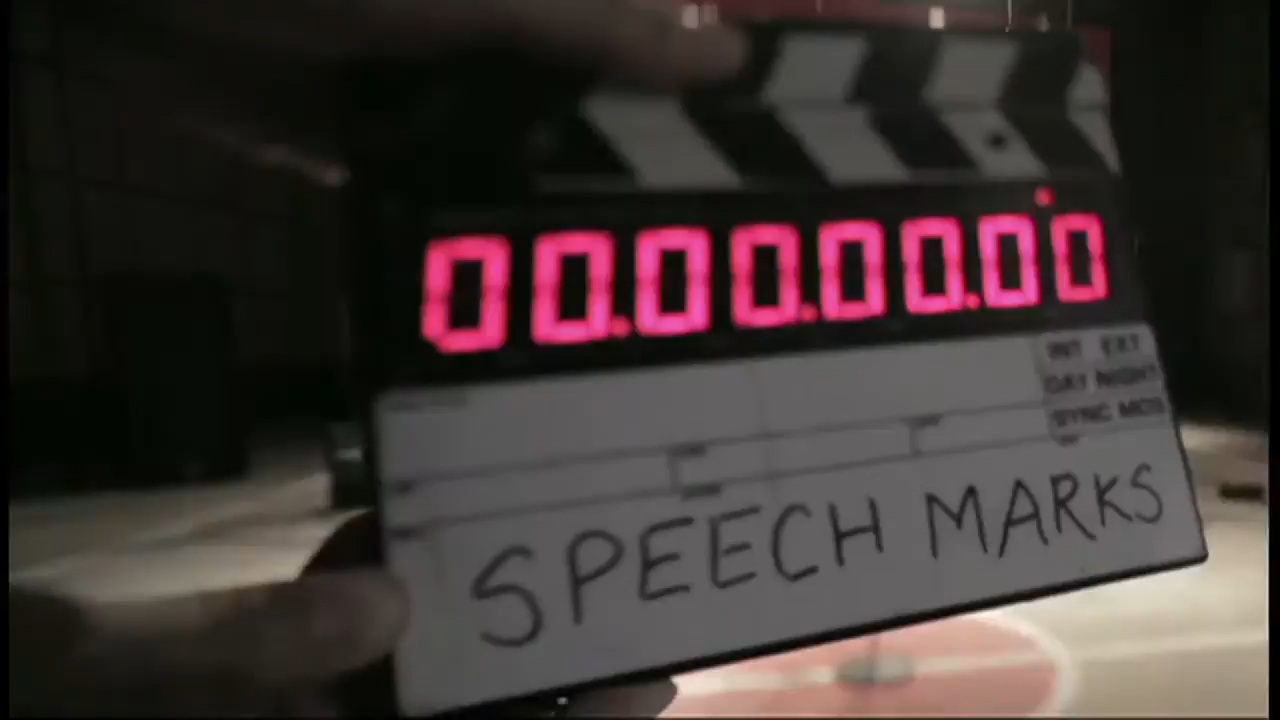 00.00.00.00
INT EXT
DAY NIGHT
SYNC MOS
SPEECH MARKS